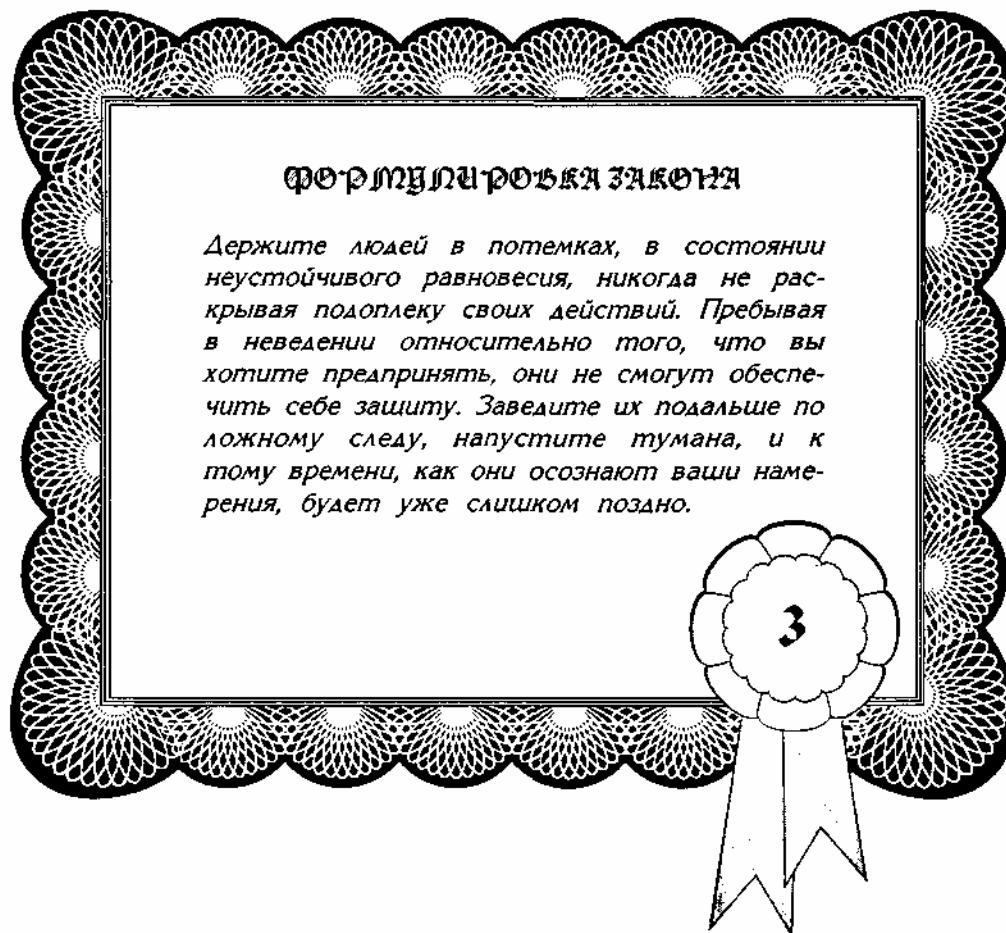 ФОРМУЛИРОВКА ЗАКОНА
Держите людей в потемках, в состоянии
неустойчивого равновесия, никогда не рас-
крывая подоплеку своих действий. Пребывая
в неведении относительно того, что вы
хотите предпринять, они не смогут обеспе-
чить себе защиту. Заведите их подальше по
ложному следу, напустите тумана, и к
тому времени, как они осознают ваши наме-
рения, будет уже слишком поздно.
3